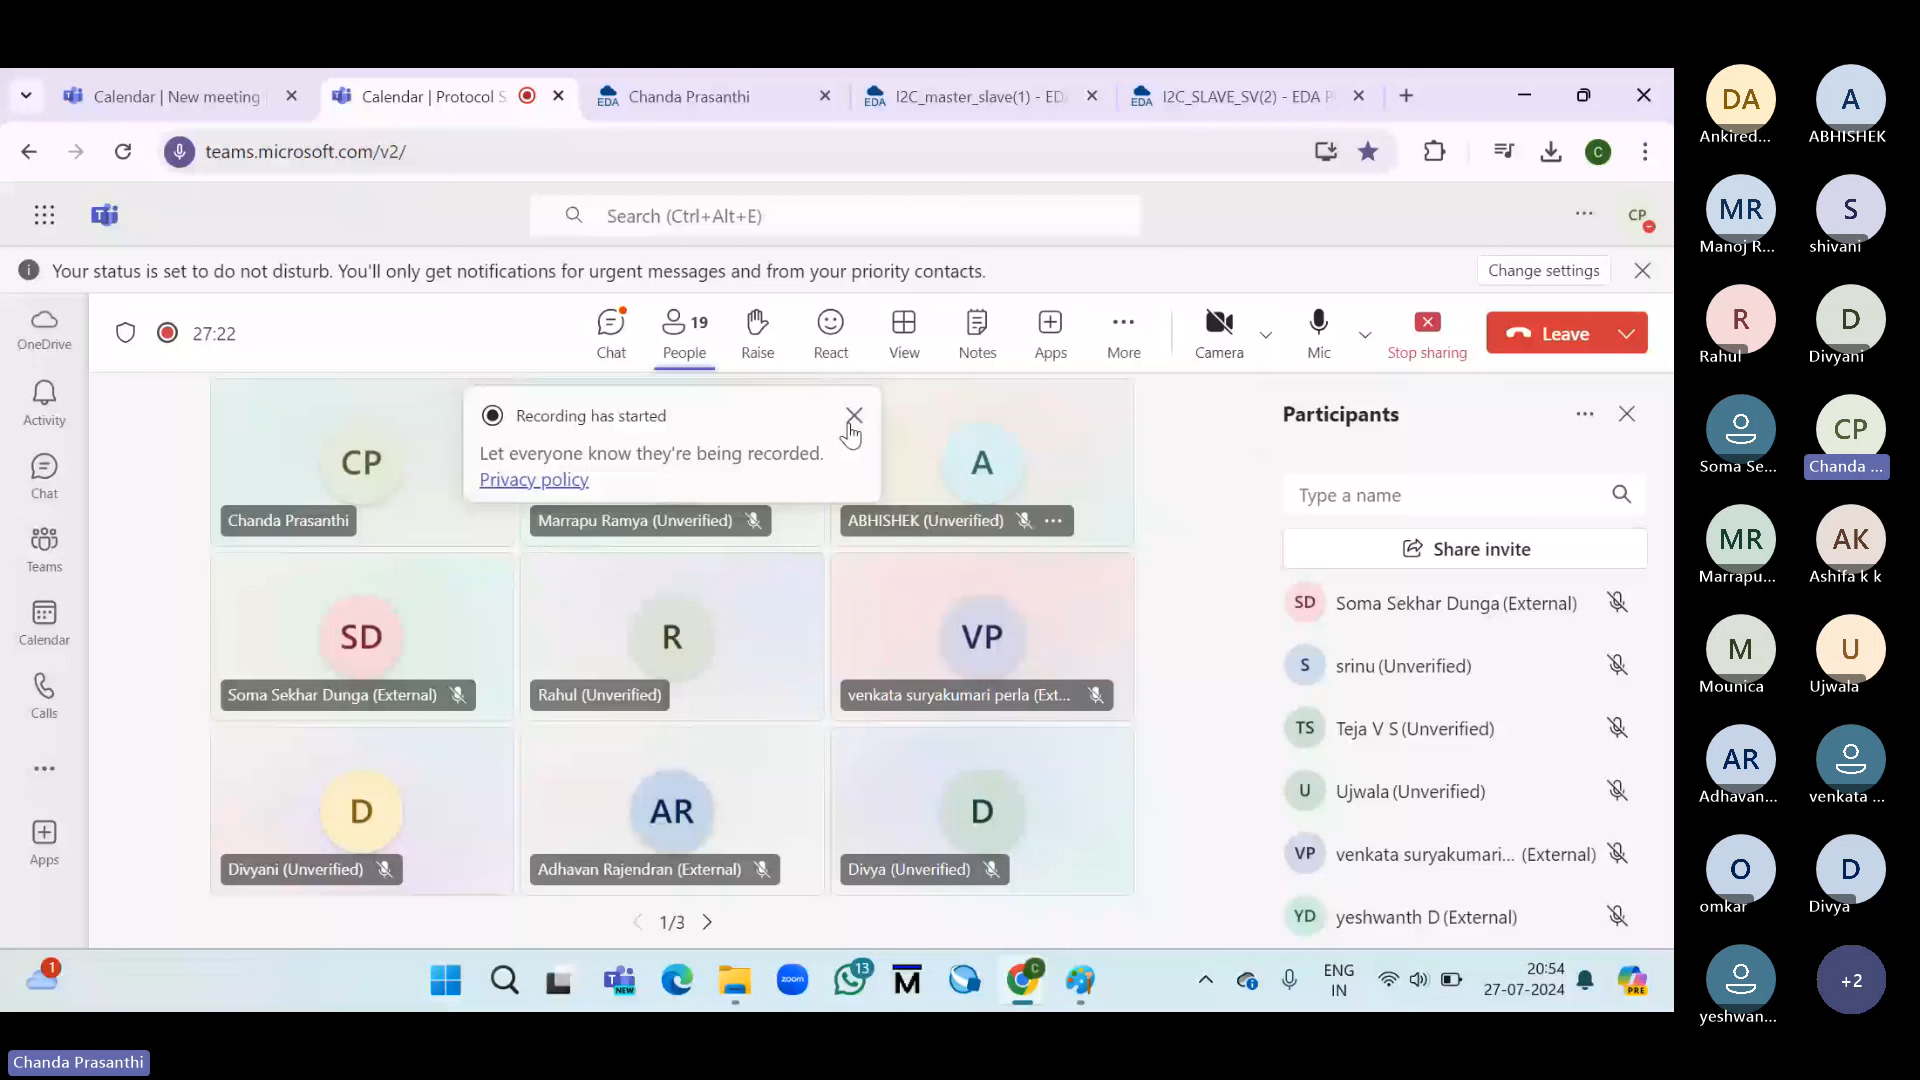 Calendar | New meeting
Calendar | Protocol S
EDA
Chanda Prasanthi
EDA
I2C_master_slave(1) - ED
EDA
I2C_SLAVE_SV(2) - EDA P
teams.microsoft.com/v2/
C
Search (Ctrl+Alt+E)
CP
Your status is set to do not disturb. You'll only get notifications for urgent messages and from your priority contacts.
Change settings
OneDrive
Activity
Chat
Teams
Calendar
Calls
Apps
27:22
Chat
19
People
Raise
React
View
Notes
Apps
More
Camera
Mic
Stop sharing
Leave
Recording has started
Let everyone know they're being recorded.
Privacy policy
CP
Chanda Prasanthi
Marrapu Ramya (Unverified)
A
ABHISHEK (Unverified)
SD
Soma Sekhar Dunga (External)
R
Rahul (Unverified)
VP
venkata suryakumari perla (Ext...
D
Divyani (Unverified)
AR
Adhavan Rajendran (External)
D
Divya (Unverified)
1/3
Participants
Type a name
Share invite
SD
Soma Sekhar Dunga (External)
S
srinu (Unverified)
TS
Teja V S (Unverified)
U
Ujwala (Unverified)
VP
venkata suryakumari... (External)
YD
yeshwanth D (External)
1
NEW
zoom
13
M
C
ENG
IN
20:54
27-07-2024
PRE
DA
Ankired...
A
ABHISHEK
MR
Manoj R...
S
shivani
R
Rahul
D
Divyani
Soma Se...
CP
Chanda ...
MR
Marrapu...
AK
Ashifa k k
M
Mounica
U
Ujwala
AR
Adhavan...
venkata ...
O
omkar
D
Divya
yeshwan...
+2
Chanda Prasanthi